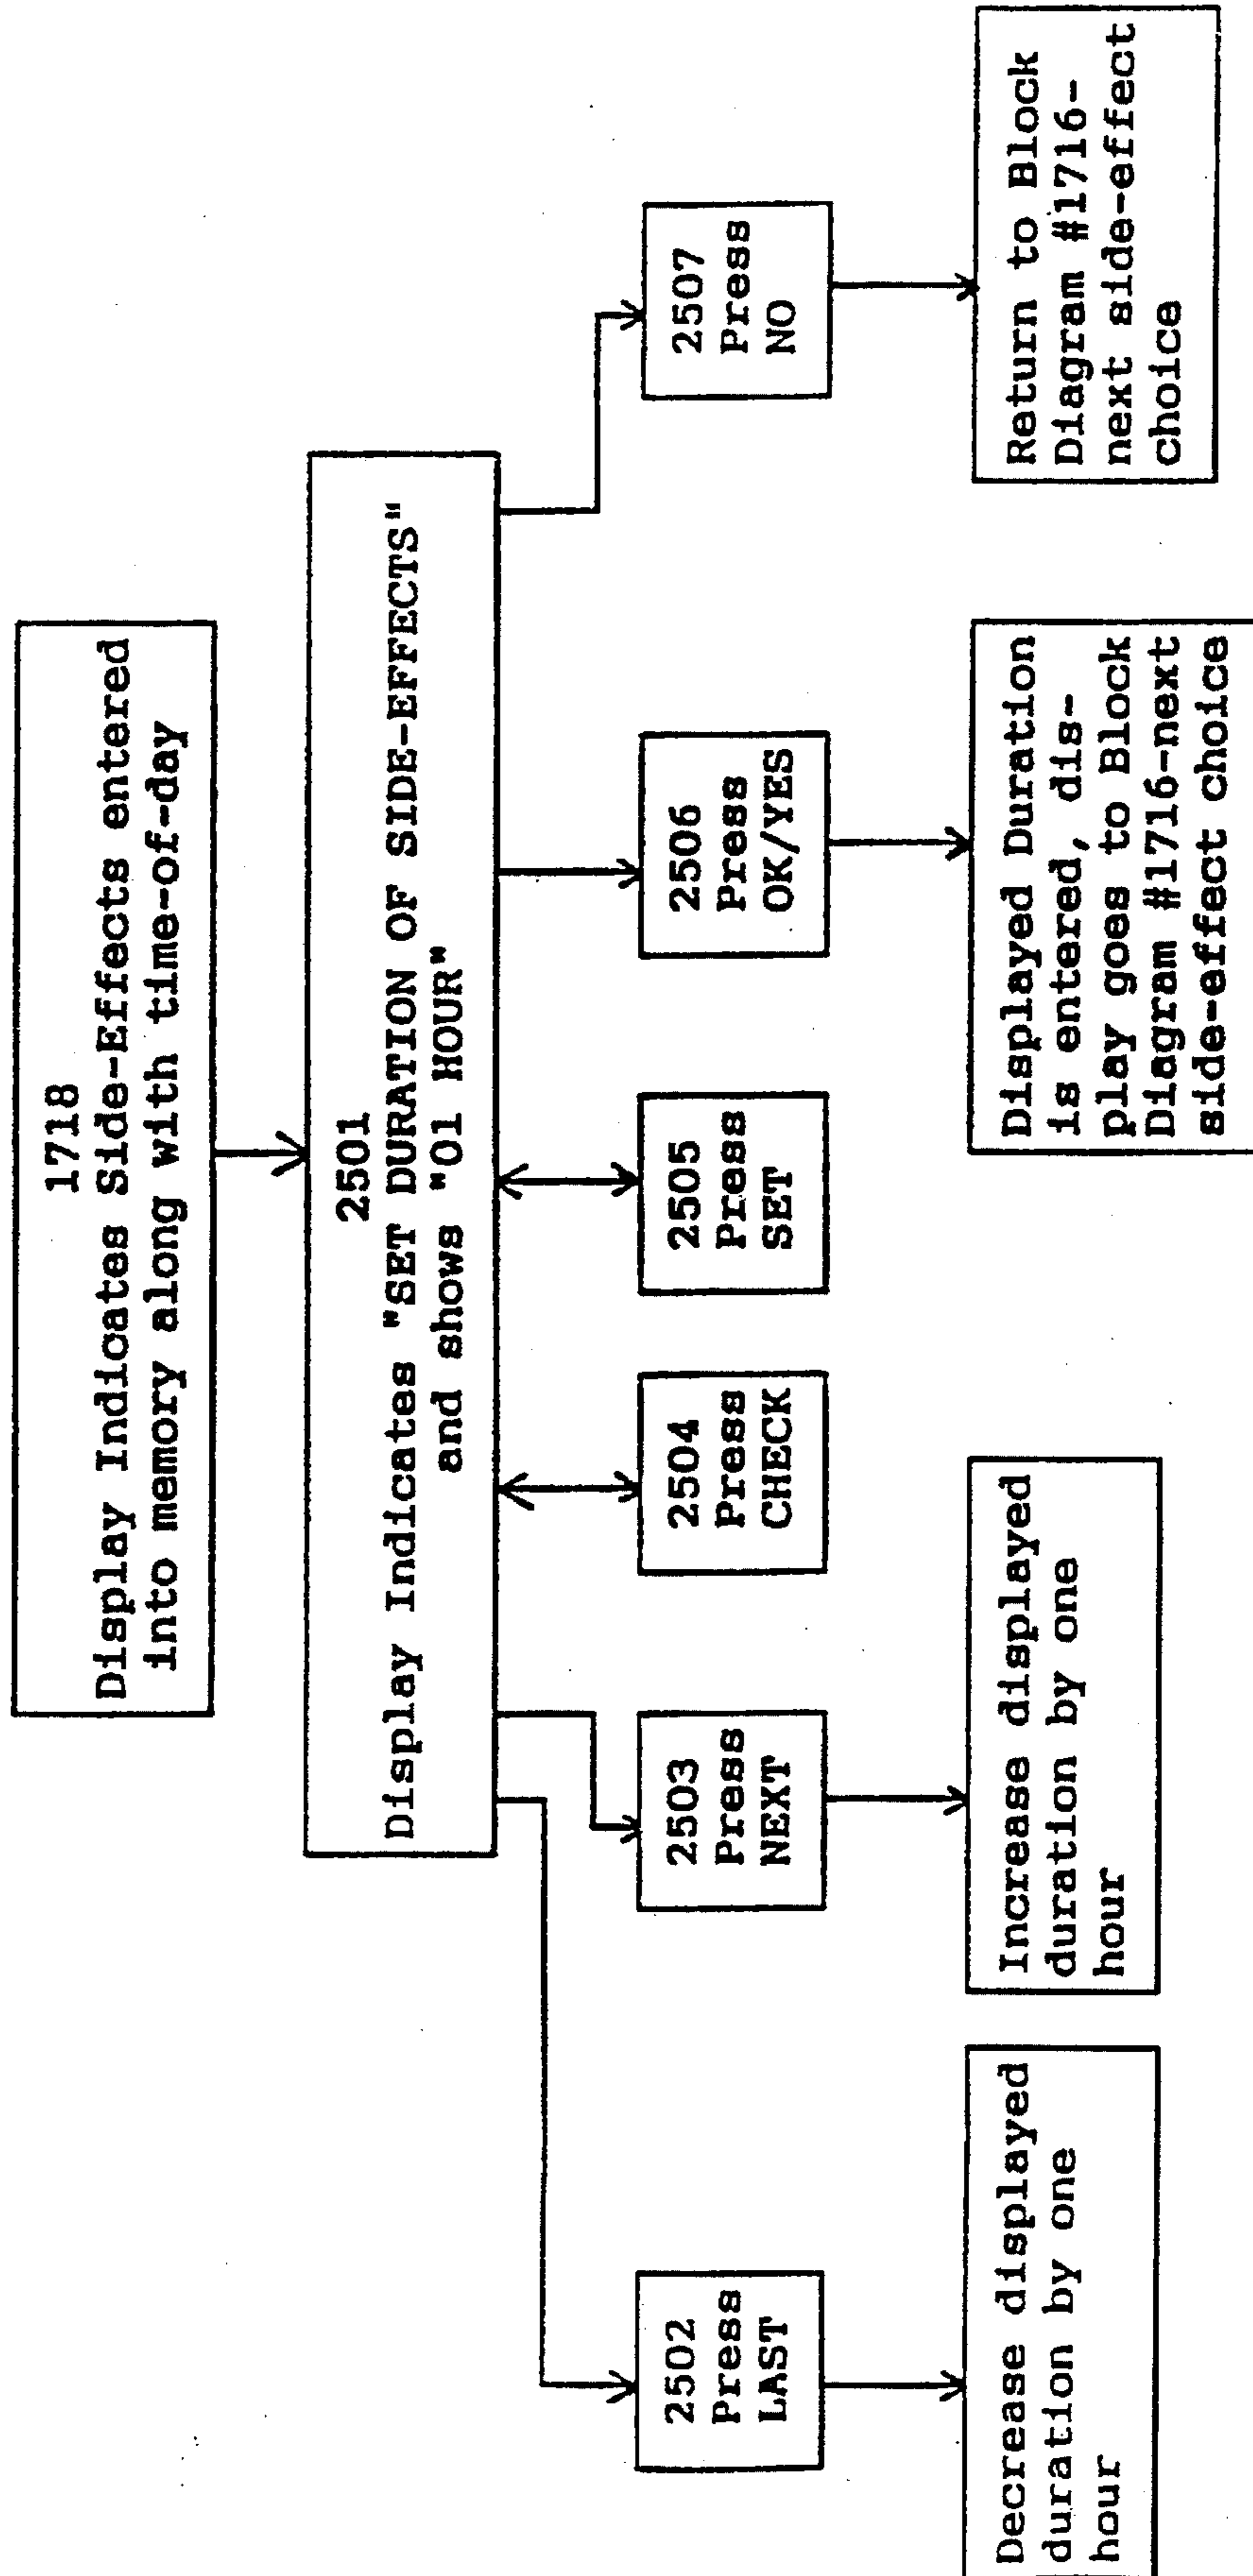 1718
Display Indicates Side-Effects entered
into memory along with time-of-day
2501
Display Indicates "SET DURATION OF SIDE-EFFECTS"
and shows "01 HOUR"
2502
Press
LAST
2503
Press
NEXT
2504
Press
CHECK
2505
Press
SET
2506
Press
OK/YES
2507
Press
NO
Decrease displayed
duration by one
hour
Increase displayed
duration by one
hour
Displayed Duration
is entered, dis-
play goes to Block
Diagram #1716-next
side-effect choice
Return to Block
Diagram #1716-
next side-effect
choice